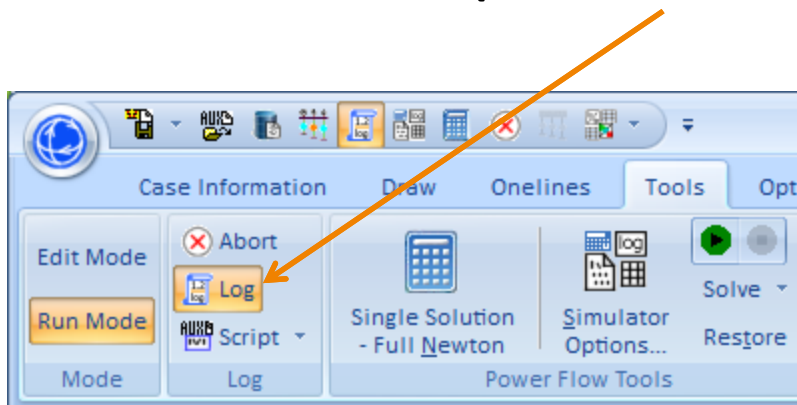 Case Information Draw Onelines Tools Opt
Edit Mode
Run Mode
Mode
Abort
Log
Script
Log
Single Solution
- Full Newton
Simulator
Options...
Solve
Restore
Power Flow Tools